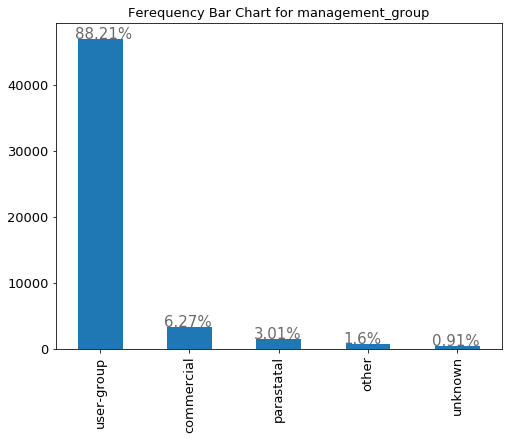 Ferequency Bar Chart for management_group
88.21%
40000
30000
20000
10000
0
6.27%
3.01%
1.6%
0.91%
user-group
commercial
parastatal
other
unknown